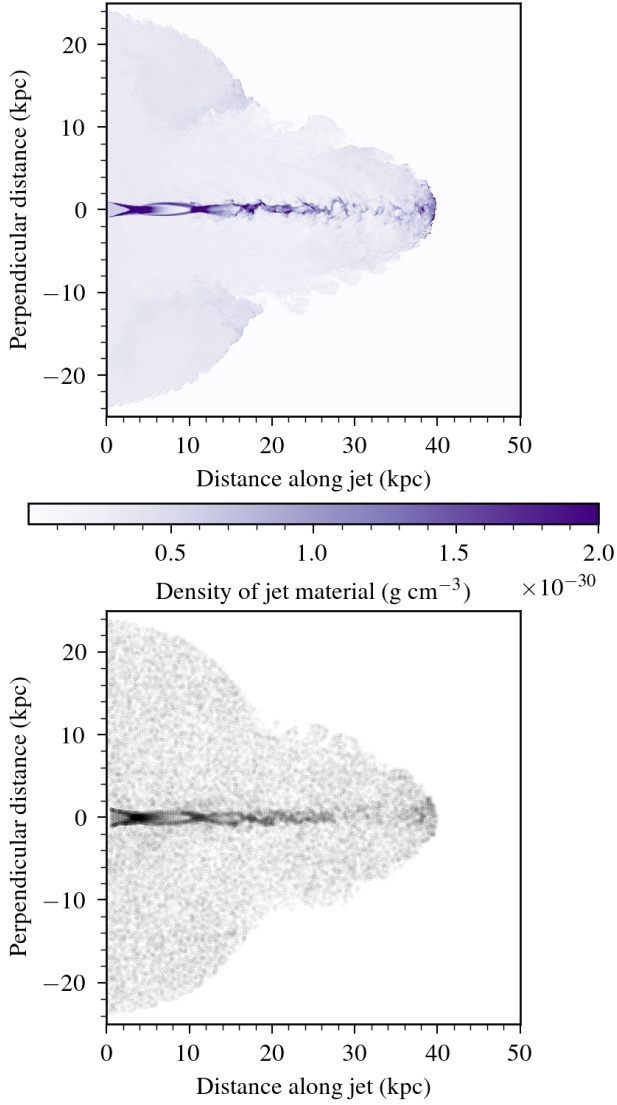 20
10
0
−10
−20
Perpendicular distance (kpc)
0 10 20 30 40 50
Distance along jet (kpc)
0.5 1.0 1.5 2.0
Density of jet material (g cm⁻³) ×10⁻³⁰
20
10
0
−10
−20
Perpendicular distance (kpc)
0 10 20 30 40 50
Distance along jet (kpc)